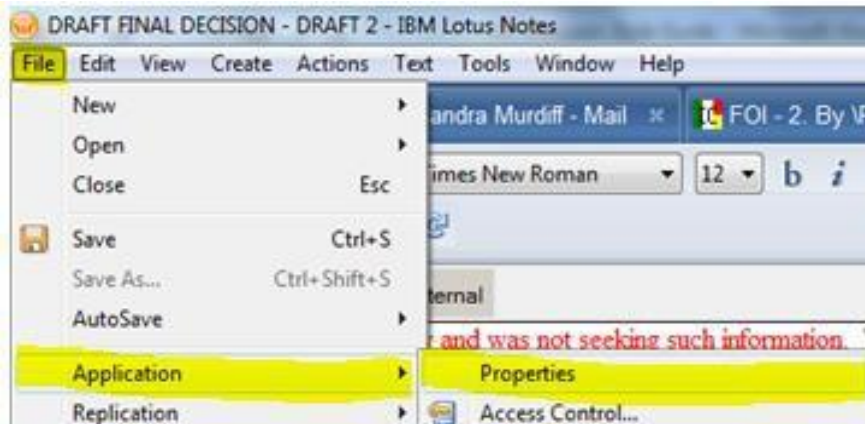 DRAFT FINAL DECISION - DRAFT 2 - IBM Lotus Notes
File Edit View Create Actions Text Tools Window Help
New
andra Murdiff - Mail FOI - 2. By
Open
Close Esc
imes New Roman 12 b i
Save Ctrl+S
Save As... Ctrl+Shift+S
ternal
AutoSave
and was not seeking such information.
Application Properties
Replication Access Control...